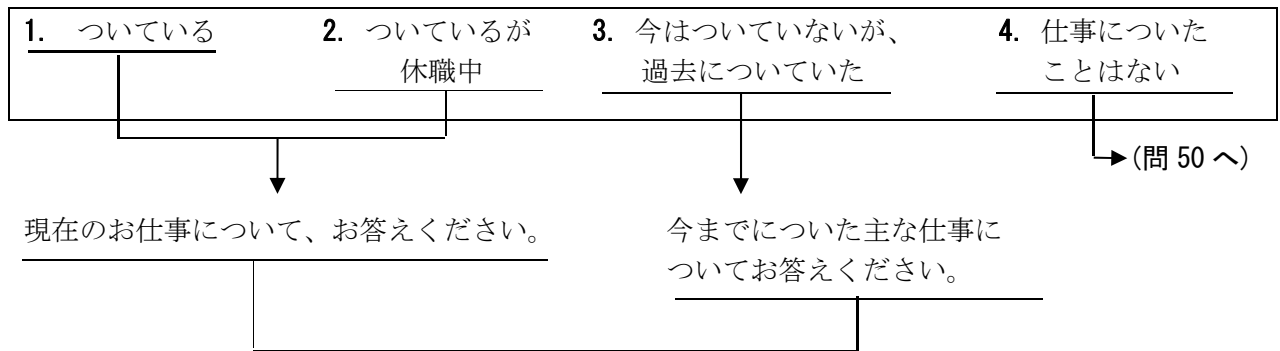 1. ついている 2. ついているが 3. 今はついていないが、 4. 仕事についた
休職中 過去についていた ことはない
(問 50 へ)
現在のお仕事について、お答えください。 今までについた主な仕事に
ついてお答えください。